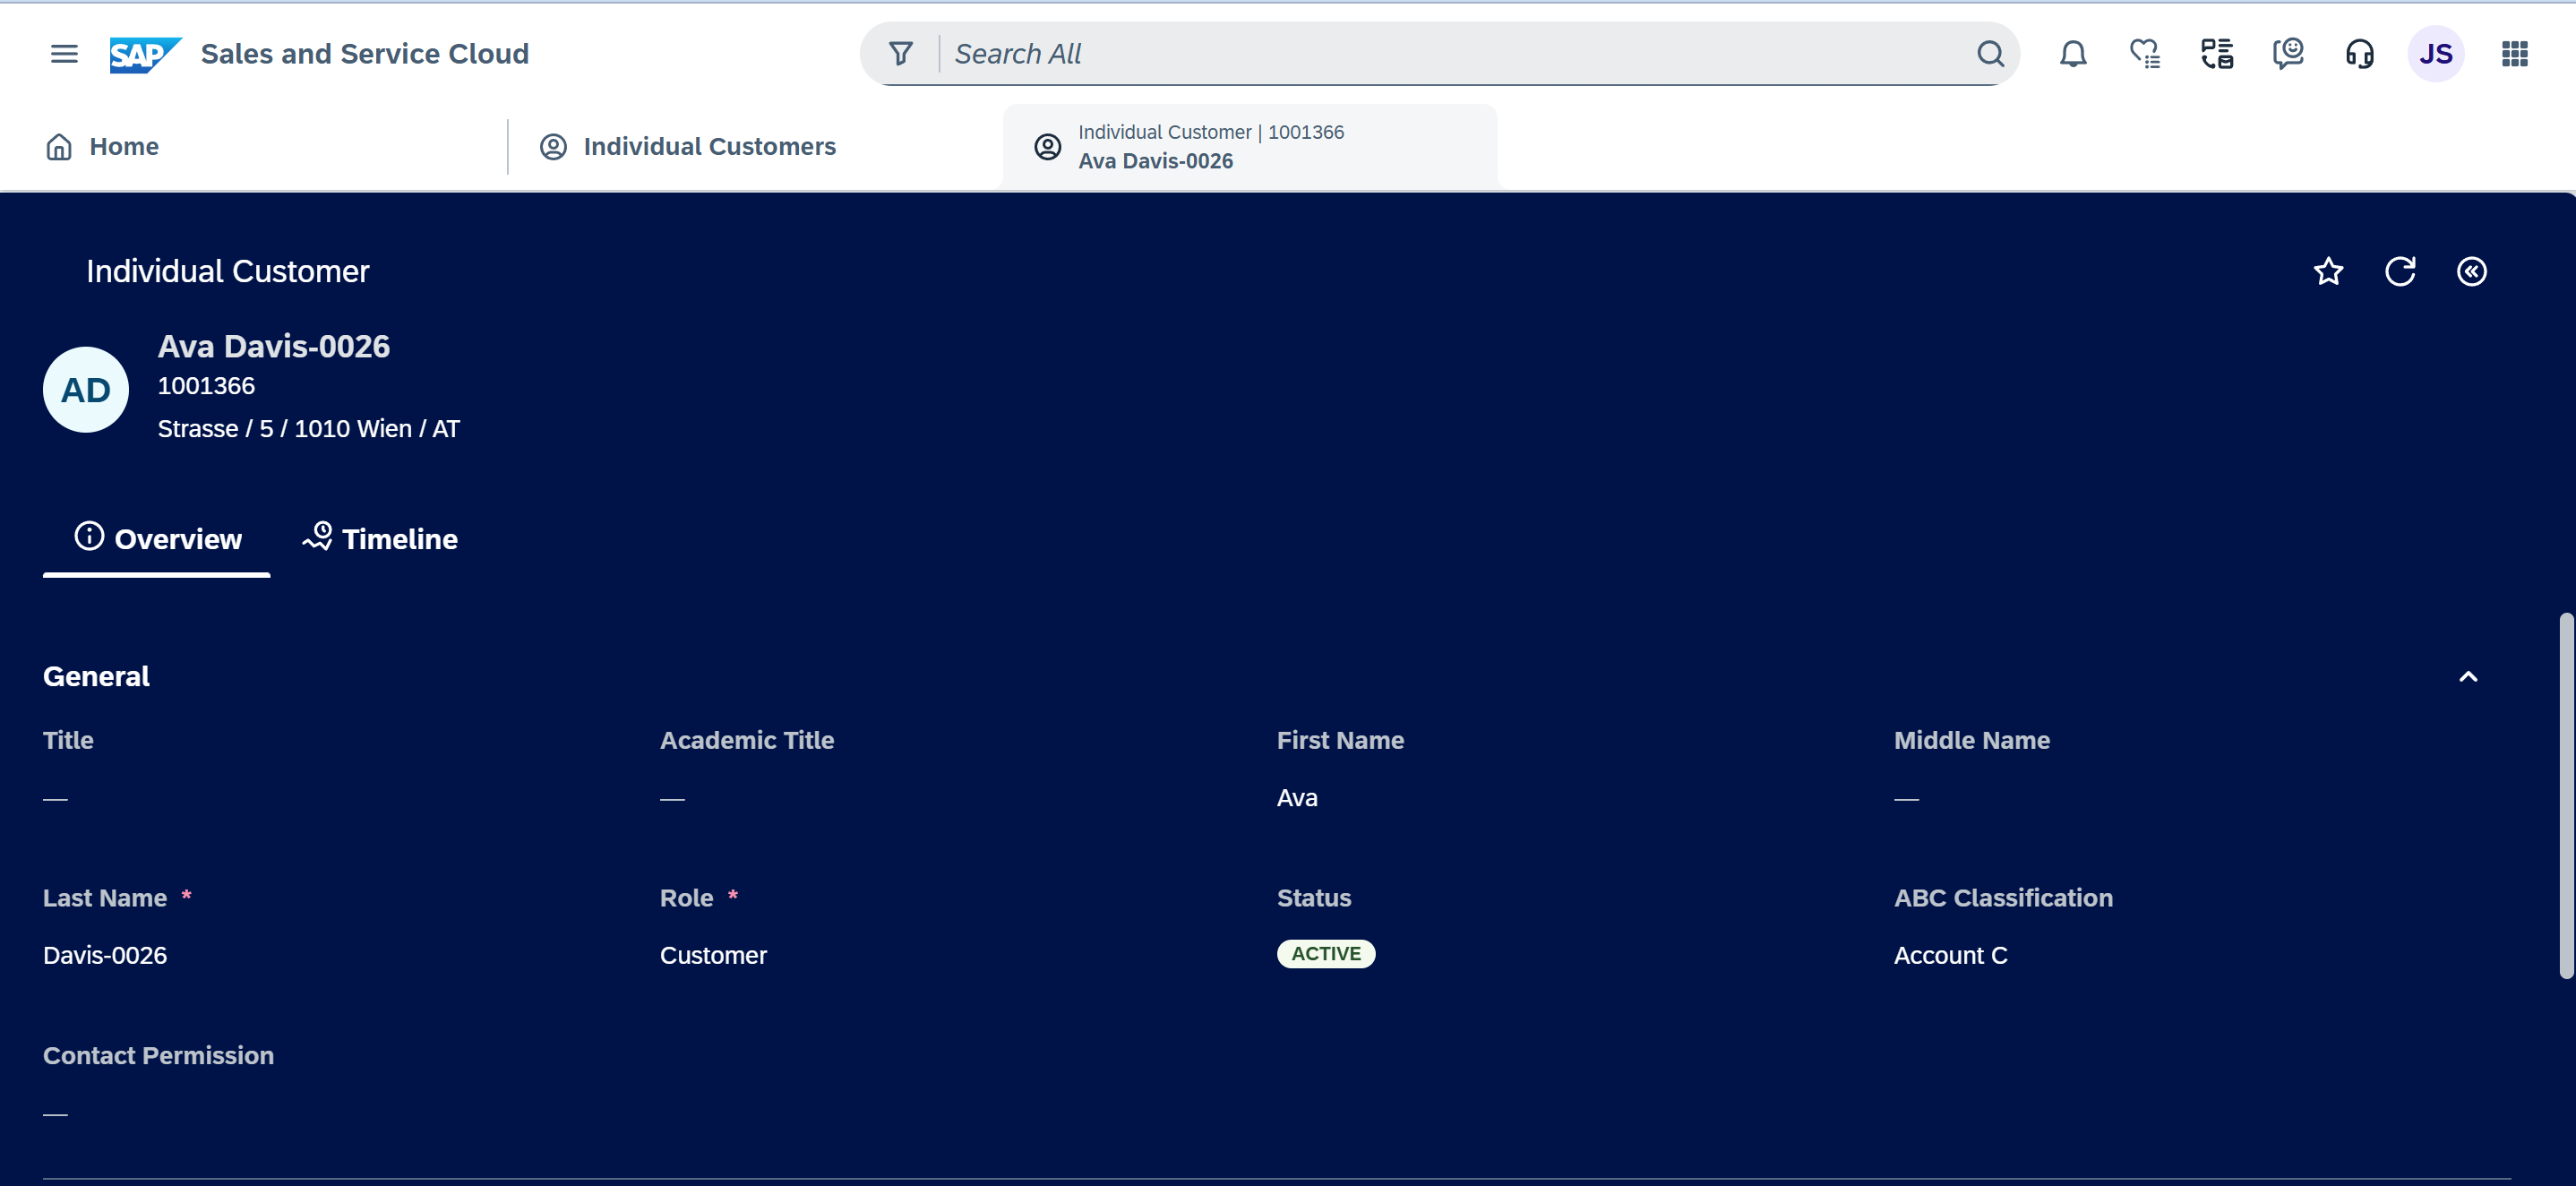 SAP Sales and Service Cloud
Search All
JS
Home
Individual Customers
Individual Customer | 1001366
Ava Davis-0026
Individual Customer
AD
Ava Davis-0026
1001366
Strasse / 5 / 1010 Wien / AT
Overview
Timeline
General
Title
Academic Title
First Name
Middle Name
—
—
Ava
—
Last Name *
Role *
Status
ABC Classification
Davis-0026
Customer
ACTIVE
Account C
Contact Permission
—